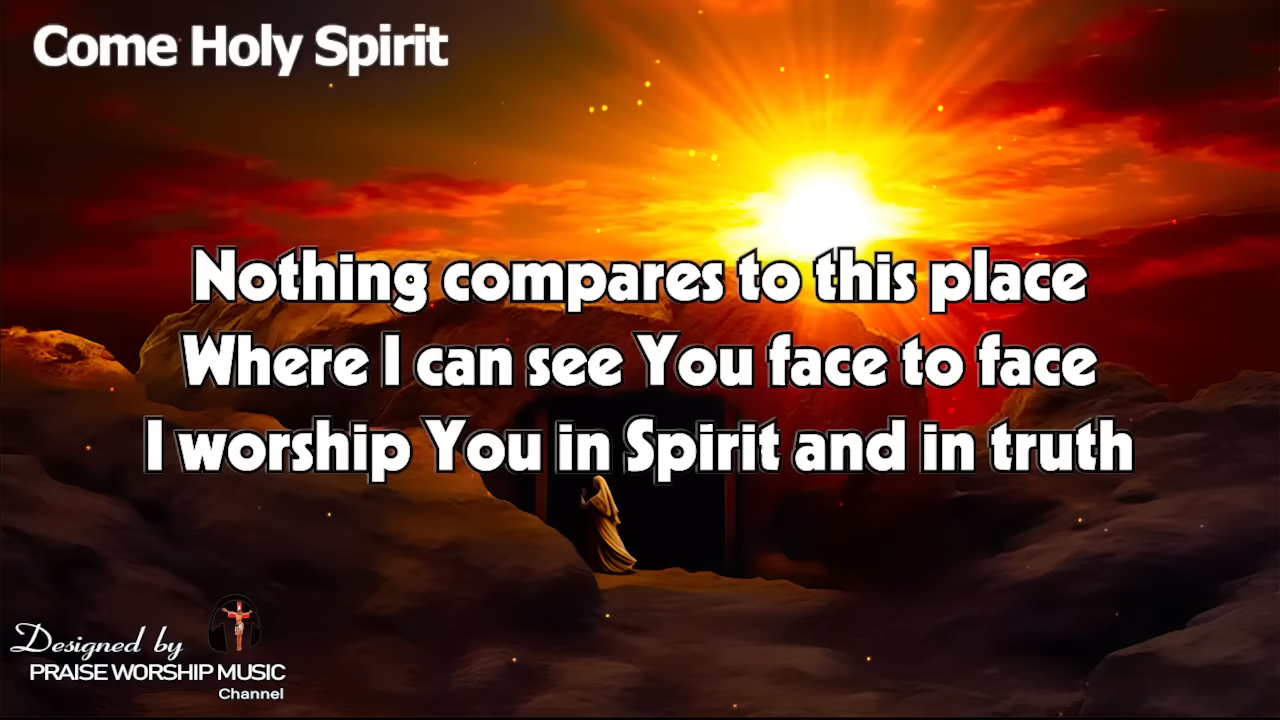 Come Holy Spirit
Nothing compares to this place
Where I can see You face to face
I worship You in Spirit and in truth
Designed by
PRAISE WORSHIP MUSIC
Channel